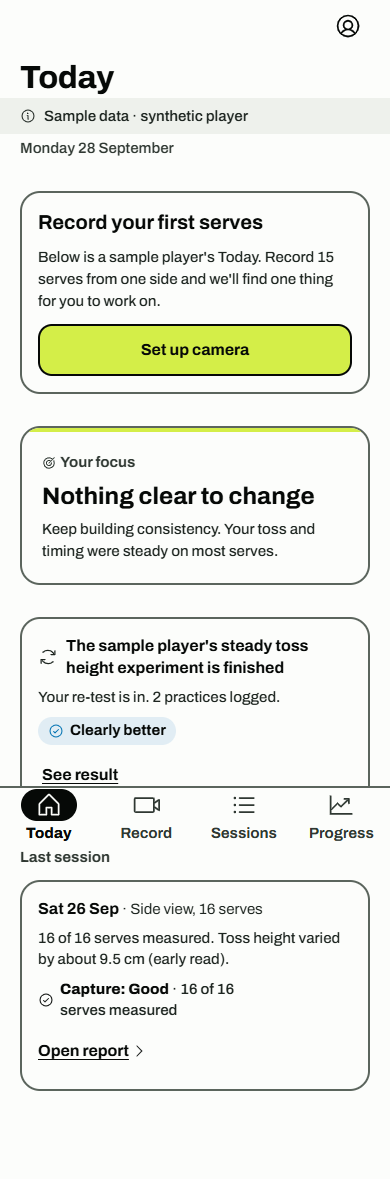 Today
Sample data · synthetic player
Monday 28 September
Record your first serves
Below is a sample player's Today. Record 15
serves from one side and we'll find one thing
for you to work on.
Set up camera
Your focus
Nothing clear to change
Keep building consistency. Your toss and
timing were steady on most serves.
The sample player's steady toss
height experiment is finished
Your re-test is in. 2 practices logged.
Clearly better
See result
Today
Record
Sessions
Progress
Last session
Sat 26 Sep · Side view, 16 serves
16 of 16 serves measured. Toss height varied
by about 9.5 cm (early read).
Capture: Good · 16 of 16
serves measured
Open report